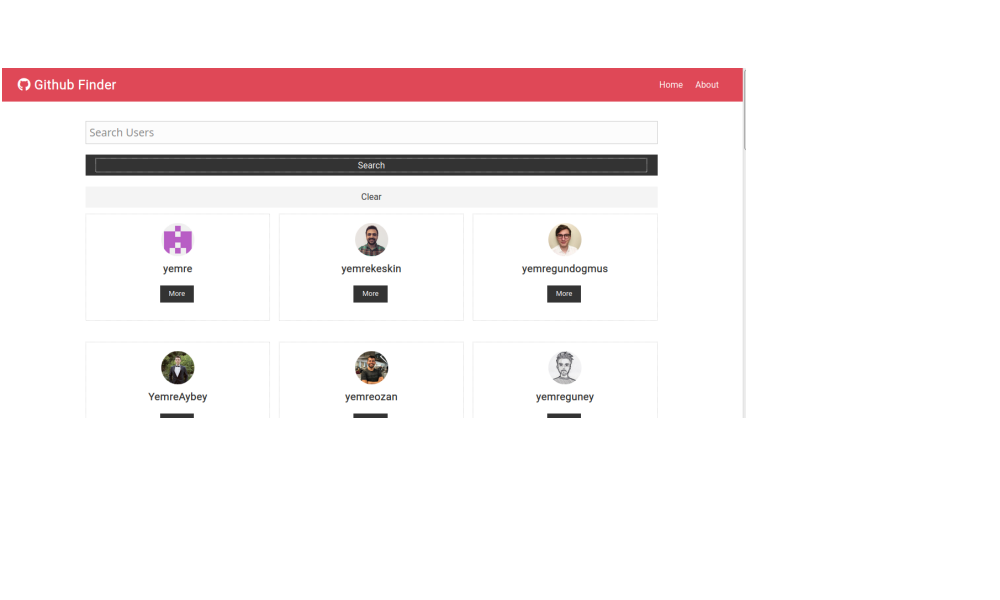 Github Finder Home About
Search Users
Search
Clear
yemre yemrekeskin yemregundogmus
More More More
YemreAybey yemreozan yemreguney